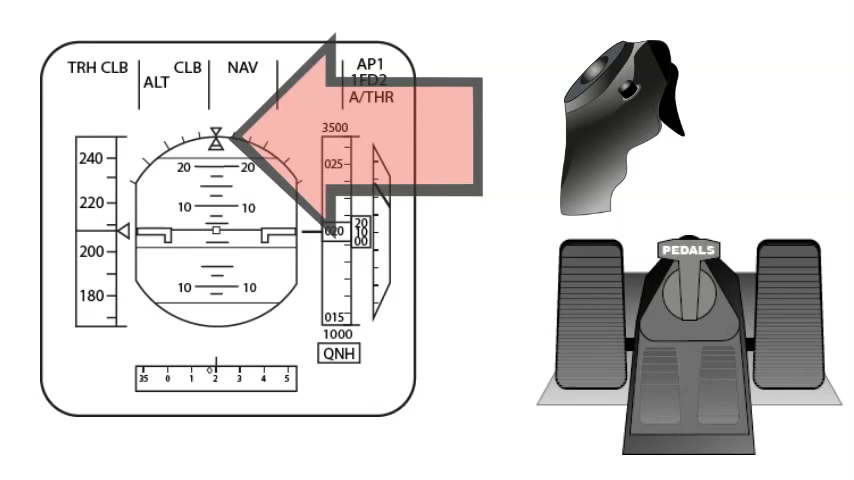 TRH CLB
CLB
NAV
AP1
ALT
1FD2
A/THR
3500
240
20 20
025
220
10 10
20
020 10
00
200
180
10 10
015
1000
QNH
35 0 1 2 3 4 5
PEDALS